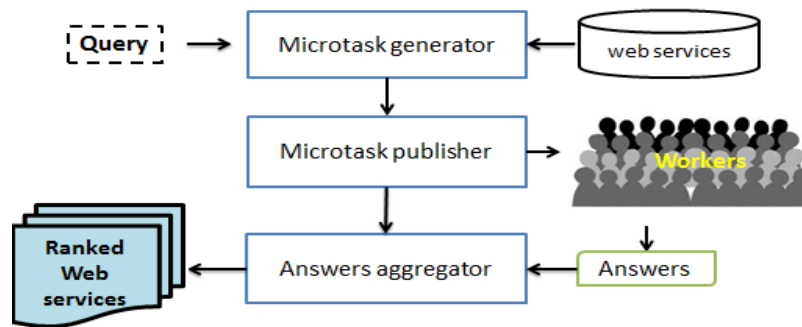 Query
Microtask generator
web services
Microtask publisher
Workers
Ranked
Web
services
Answers aggregator
Answers